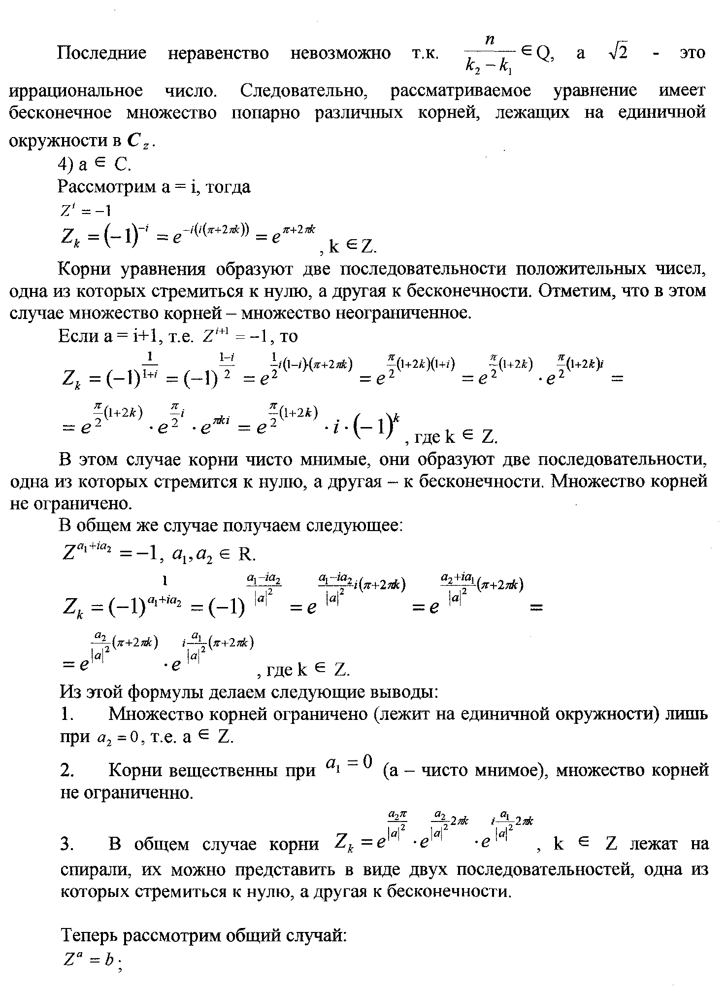 Последние неравенство невозможно т.к. $\frac{n}{k_2-k_1}$ ∈ Q, а $\sqrt{2}$ - это
иррациональное число. Следовательно, рассматриваемое уравнение имеет
бесконечное множество попарно различных корней, лежащих на единичной
окружности в $C_z$.
4) a ∈ C.
Рассмотрим a = i, тогда
$Z^i = -1$
$Z_k = (-1)^{-i} = e^{-i(i(\pi+2\pi k))} = e^{\pi+2\pi k}$, k ∈ Z.
Корни уравнения образуют две последовательности положительных чисел,
одна из которых стремиться к нулю, а другая к бесконечности. Отметим, что в этом
случае множество корней – множество неограниченное.
Если a = i+1, т.е. $Z^{i+1} = -1$, то
$Z_k = (-1)^{\frac{1}{1+i}} = (-1)^{\frac{1-i}{2}} = e^{\frac{1}{2}i(1-i)\cdot(\pi+2\pi k)} = e^{\frac{\pi}{2}(1+2k)(1+i)} = e^{\frac{\pi}{2}(1+2k)} \cdot e^{\frac{\pi}{2}(1+2k)i} =$
$= e^{\frac{\pi}{2}(1+2k)} \cdot e^{\frac{\pi}{2}i} \cdot e^{\pi ki} = e^{\frac{\pi}{2}(1+2k)} \cdot i \cdot (-1)^k$, где k ∈ Z.
В этом случае корни чисто мнимые, они образуют две последовательности,
одна из которых стремится к нулю, а другая – к бесконечности. Множество корней
не ограничено.
В общем же случае получаем следующее:
$Z^{a_1+ia_2} = -1$, $a_1, a_2$ ∈ R.
$Z_k = (-1)^{\frac{1}{a_1+ia_2}} = (-1)^{\frac{a_1-ia_2}{|a|^2}} = e^{\frac{a_1-ia_2}{|a|^2}i(\pi+2\pi k)} = e^{\frac{a_2+ia_1}{|a|^2}(\pi+2\pi k)} =$
$= e^{\frac{a_2}{|a|^2}(\pi+2\pi k)} \cdot e^{i\frac{a_1}{|a|^2}(\pi+2\pi k)}$, где k ∈ Z.
Из этой формулы делаем следующие выводы:
1. Множество корней ограничено (лежит на единичной окружности) лишь
при $a_2 = 0$, т.е. a ∈ Z.
2. Корни вещественны при $a_1 = 0$ (a – чисто мнимое), множество корней
не ограниченно.
3. В общем случае корни $Z_k = e^{\frac{a_2\pi}{|a|^2}} \cdot e^{\frac{a_2}{|a|^2}2\pi k} \cdot e^{i\frac{a_1}{|a|^2}2\pi k}$, k ∈ Z лежат на
спирали, их можно представить в виде двух последовательностей, одна из
которых стремиться к нулю, а другая к бесконечности.
Теперь рассмотрим общий случай:
$Z^a = b$;